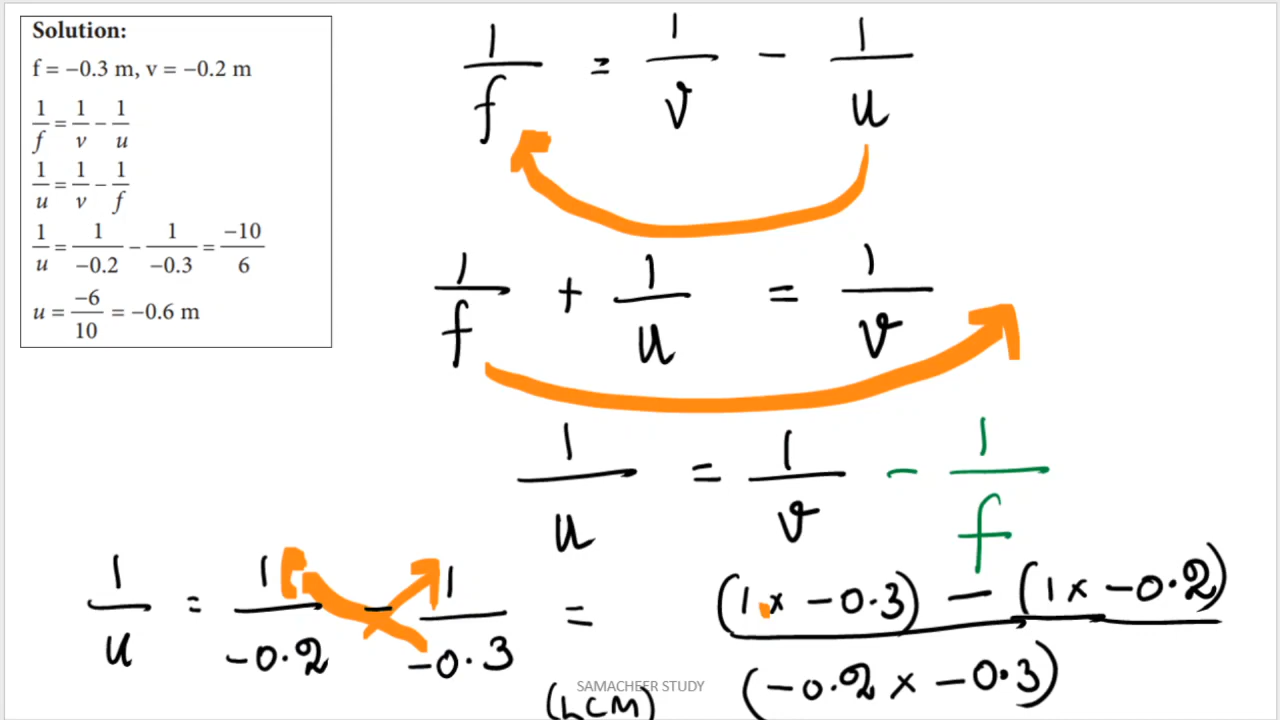 Solution:
f = −0.3 m, v = −0.2 m
1/f = 1/v − 1/u
1/u = 1/v − 1/f
1/u = 1/−0.2 − 1/−0.3 = −10/6
u = −6/10 = −0.6 m
1/f = 1/v − 1/u
1/f + 1/u = 1/v
1/u = 1/v − 1/f
1/u = 1/−0.2 − 1/−0.3 = (1 x −0.3) − (1 x −0.2)/(−0.2 x −0.3)
(LCM)
SAMACHEER STUDY